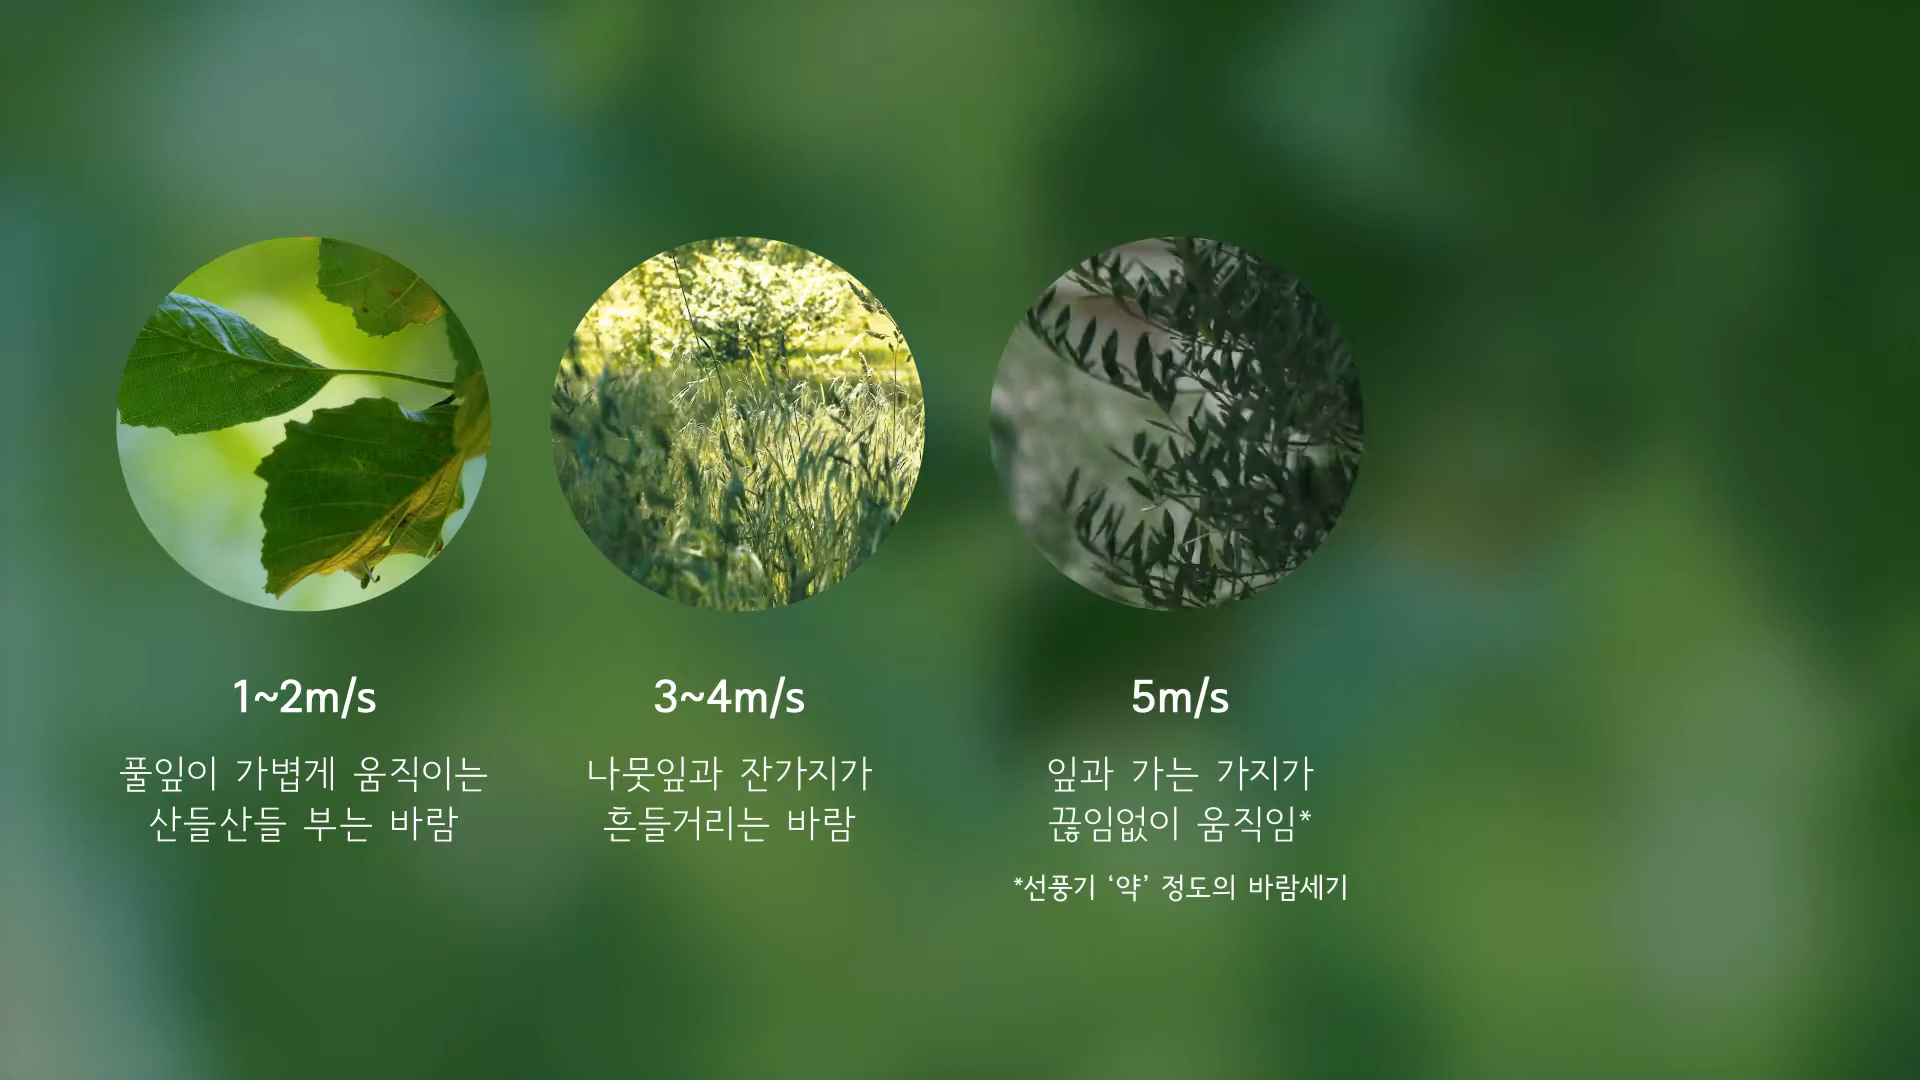 1~2m/s
풀잎이 가볍게 움직이는
산들산들 부는 바람
3~4m/s
나뭇잎과 잔가지가
흔들거리는 바람
5m/s
잎과 가는 가지가
끊임없이 움직임*
*선풍기 ‘약’ 정도의 바람세기